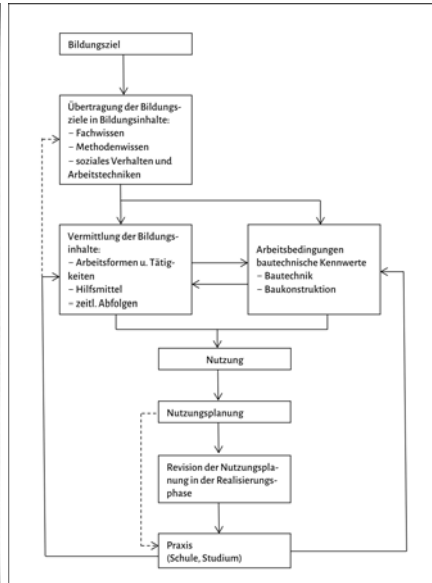 Bildungsziel
Übertragung der Bildungs-
ziele in Bildungsinhalte:
– Fachwissen
– Methodenwissen
– soziales Verhalten und
Arbeitstechniken
Vermittlung der Bildungs-
inhalte:
– Arbeitsformen u. Tätig-
keiten
– Hilfsmittel
– zeitl. Abfolgen
Arbeitsbedingungen
bautechnische Kennwerte
– Bautechnik
– Baukonstruktion
Nutzung
Nutzungsplanung
Revision der Nutzungspla-
nung in der Realisierungs-
phase
Praxis
(Schule, Studium)